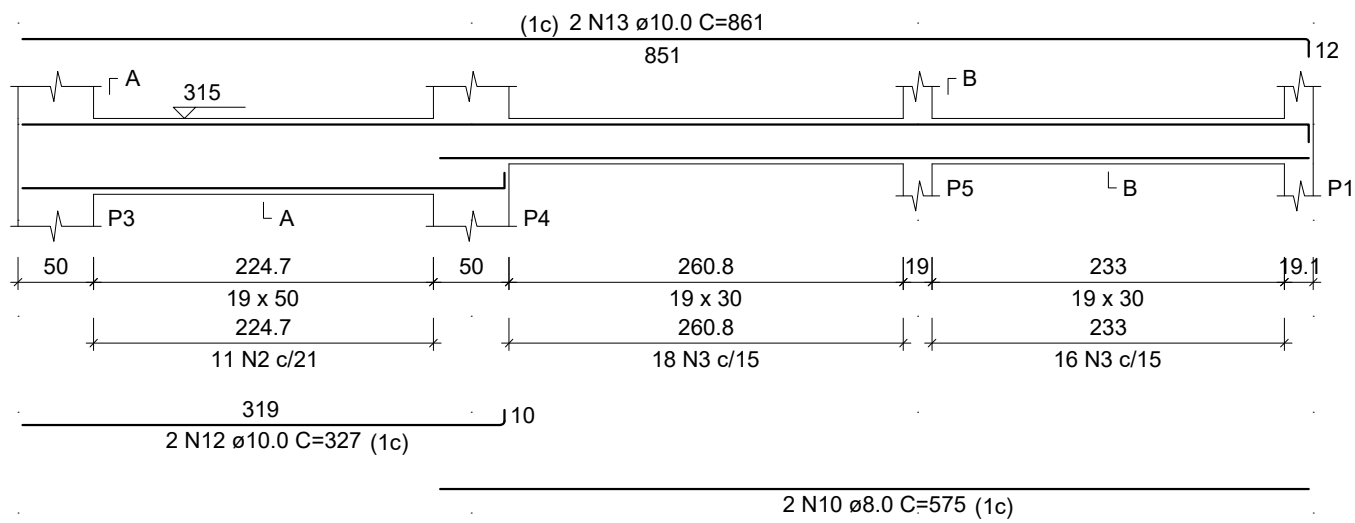 (1c) 2 N13 ø10.0 C=861
851
12
A
B
315
P3
A
P4
P5
B
P1
50 224.7 50 260.8 19 233 19.1
19 x 50 19 x 30 19 x 30
224.7 260.8 233
11 N2 c/21 18 N3 c/15 16 N3 c/15
319
10
2 N12 ø10.0 C=327 (1c)
2 N10 ø8.0 C=575 (1c)